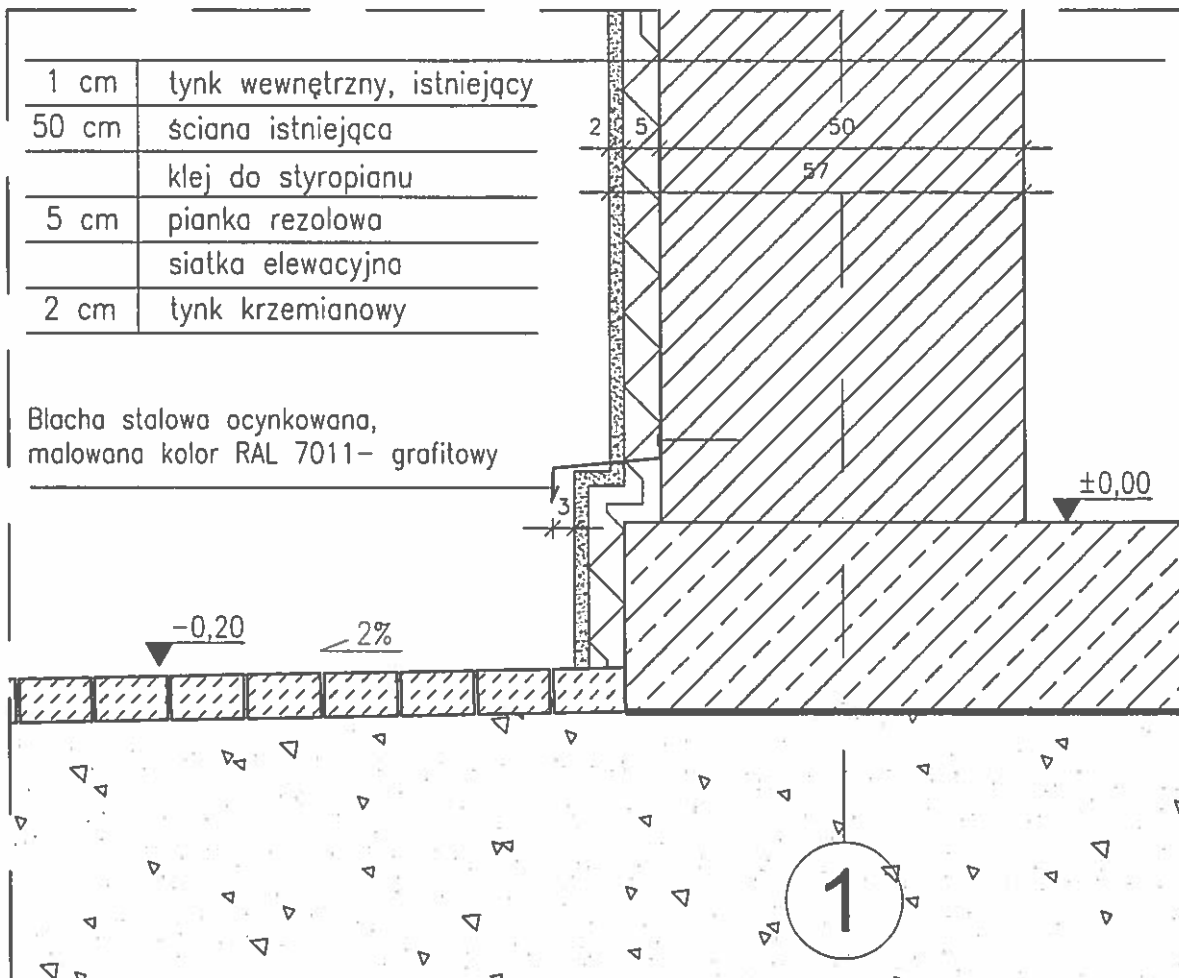 1 cm tynk wewnętrzny, istniejący
50 cm ściana istniejąca
klej do styropianu
5 cm pianka rezolowa
siatka elewacyjna
2 cm tynk krzemianowy
2 5 50
57
Blacha stalowa ocynkowana,
malowana kolor RAL 7011- grafitowy
3
±0,00
-0,20
2%
1